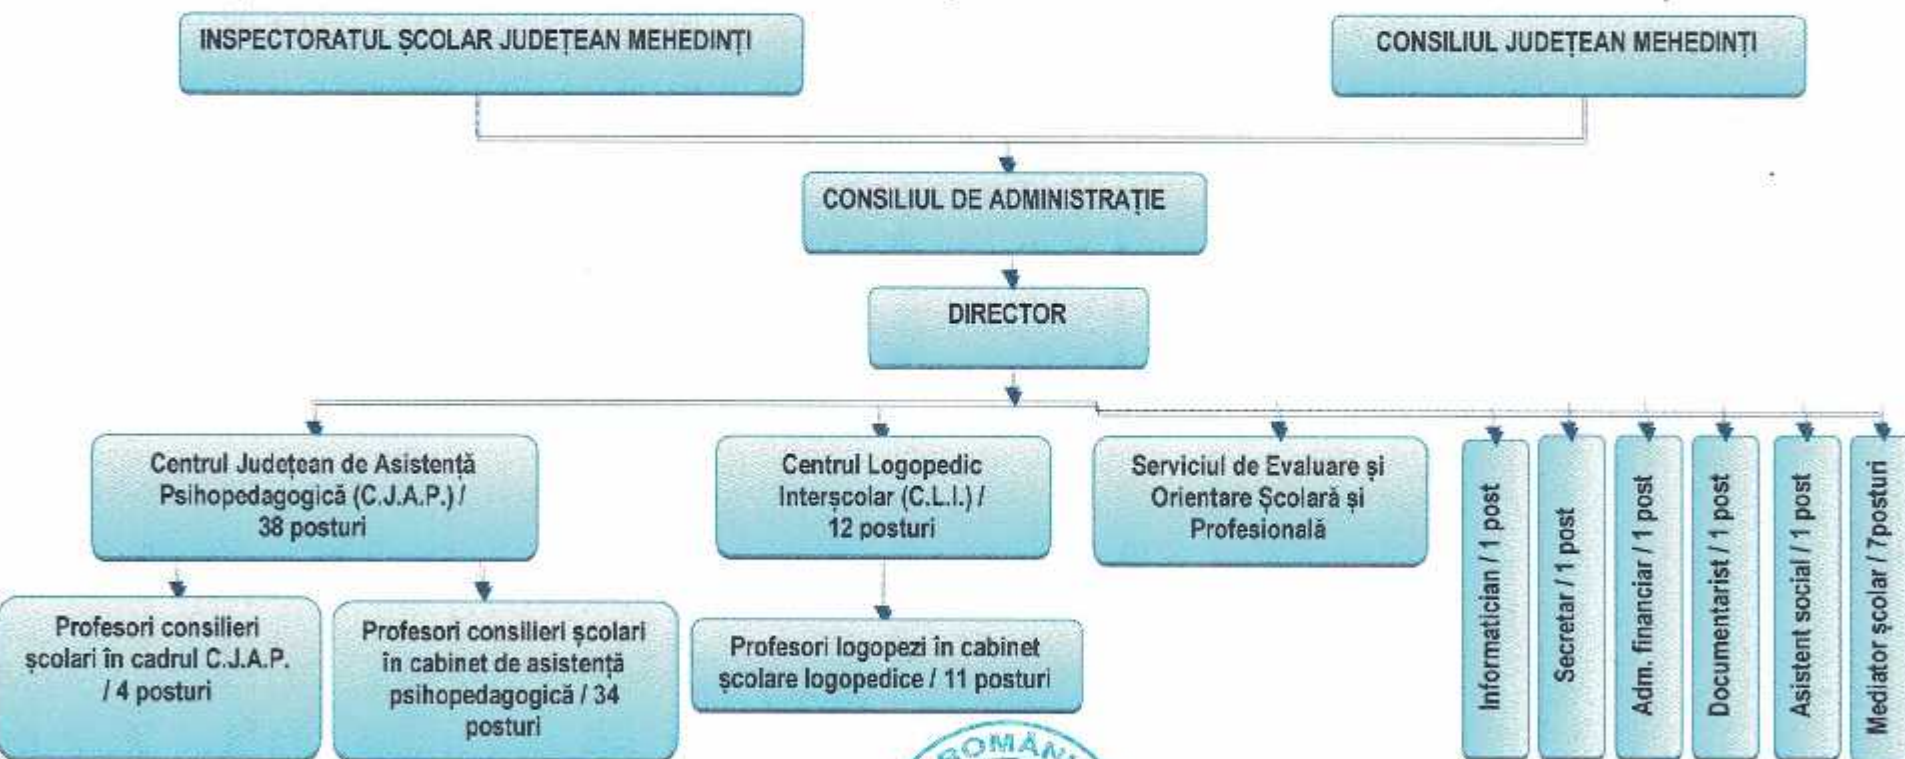 INSPECTORATUL ȘCOLAR JUDEȚEAN MEHEDINȚI
CONSILIUL JUDEȚEAN MEHEDINȚI
CONSILIUL DE ADMINISTRAȚIE
DIRECTOR
Centrul Județean de Asistență
Psihopedagogică (C.J.A.P.) /
38 posturi
Centrul Logopedic
Interșcolar (C.L.I.) /
12 posturi
Serviciul de Evaluare și
Orientare Școlară și
Profesională
Informatician / 1 post
Secretar / 1 post
Adm. financiar / 1 post
Documentarist / 1 post
Asistent social / 1 post
Mediator școlar / 7posturi
Profesori consilieri
școlari în cadrul C.J.A.P.
/ 4 posturi
Profesori consilieri școlari
în cabinet de asistență
psihopedagogică / 34
posturi
Profesori logopezi în cabinet
școlare logopedice / 11 posturi